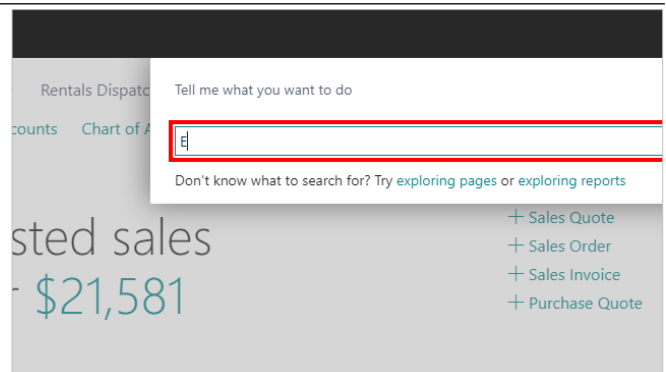 Rentals Dispatc
Tell me what you want to do
counts Chart of A
E
Don't know what to search for? Try exploring pages or exploring reports
sted sales
r $21,581
+ Sales Quote
+ Sales Order
+ Sales Invoice
+ Purchase Quote